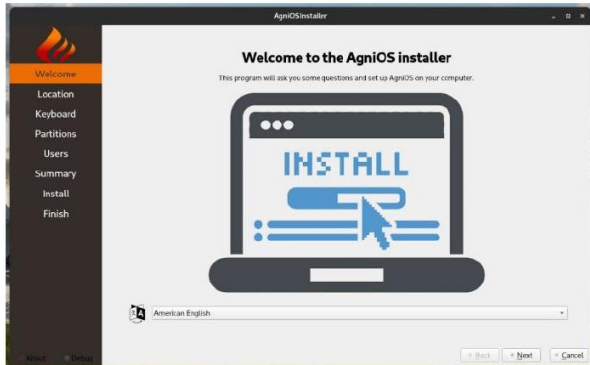 AgniOSInstaller
Welcome
Location
Keyboard
Partitions
Users
Summary
Install
Finish
About
Debug
Welcome to the AgniOS installer
This program will ask you some questions and set up AgniOS on your computer.
INSTALL
American English
Back
Next
Cancel